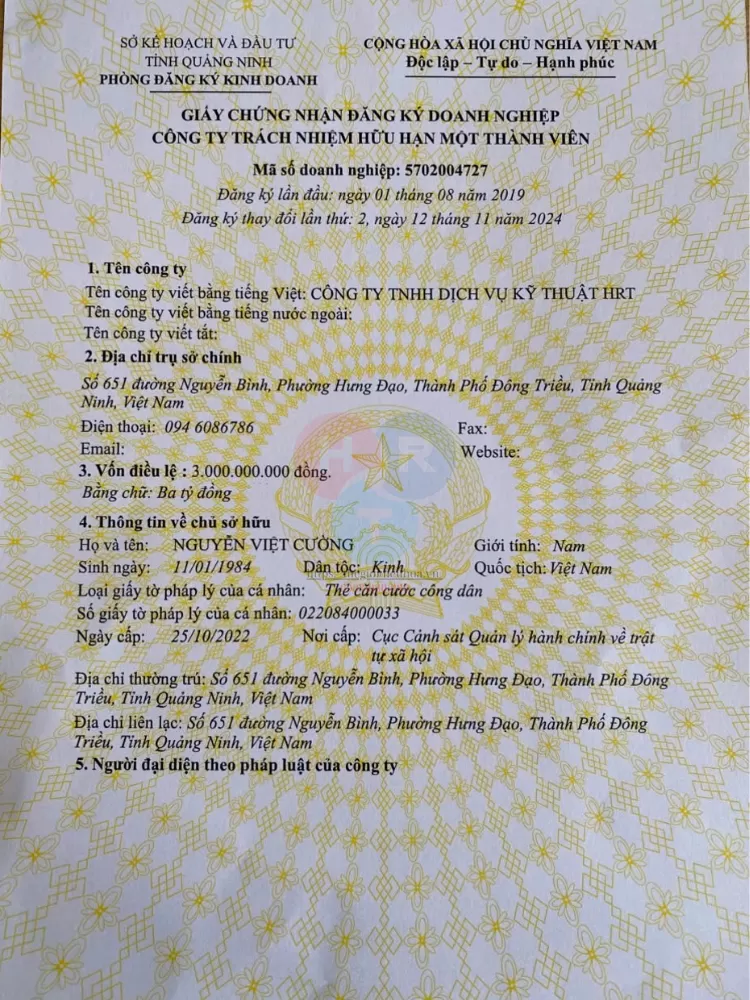 SỞ KẾ HOẠCH VÀ ĐẦU TƯ
TỈNH QUẢNG NINH
PHÒNG ĐĂNG KÝ KINH DOANH
CỘNG HÒA XÃ HỘI CHỦ NGHĨA VIỆT NAM
Độc lập – Tự do – Hạnh phúc
GIẤY CHỨNG NHẬN ĐĂNG KÝ DOANH NGHIỆP
CÔNG TY TRÁCH NHIỆM HỮU HẠN MỘT THÀNH VIÊN
Mã số doanh nghiệp: 5702004727
Đăng ký lần đầu: ngày 01 tháng 08 năm 2019
Đăng ký thay đổi lần thứ: 2, ngày 12 tháng 11 năm 2024
1. Tên công ty
Tên công ty viết bằng tiếng Việt: CÔNG TY TNHH DỊCH VỤ KỸ THUẬT HRT
Tên công ty viết bằng tiếng nước ngoài:
Tên công ty viết tắt:
2. Địa chỉ trụ sở chính
Số 651 đường Nguyễn Bình, Phường Hưng Đạo, Thành Phố Đông Triều, Tỉnh Quảng
Ninh, Việt Nam
Điện thoại: 094 6086786 Fax:
Email: Website:
3. Vốn điều lệ : 3.000.000.000 đồng.
Bằng chữ: Ba tỷ đồng
4. Thông tin về chủ sở hữu
Họ và tên: NGUYỄN VIỆT CƯỜNG Giới tính: Nam
Sinh ngày: 11/01/1984 Dân tộc: Kinh Quốc tịch: Việt Nam
Loại giấy tờ pháp lý của cá nhân: Thẻ căn cước công dân
Số giấy tờ pháp lý của cá nhân: 022084000033
Ngày cấp: 25/10/2022 Nơi cấp: Cục Cảnh sát Quản lý hành chính về trật
tự xã hội
Địa chỉ thường trú: Số 651 đường Nguyễn Bình, Phường Hưng Đạo, Thành Phố Đông
Triều, Tỉnh Quảng Ninh, Việt Nam
Địa chỉ liên lạc: Số 651 đường Nguyễn Bình, Phường Hưng Đạo, Thành Phố Đông
Triều, Tỉnh Quảng Ninh, Việt Nam
5. Người đại diện theo pháp luật của công ty